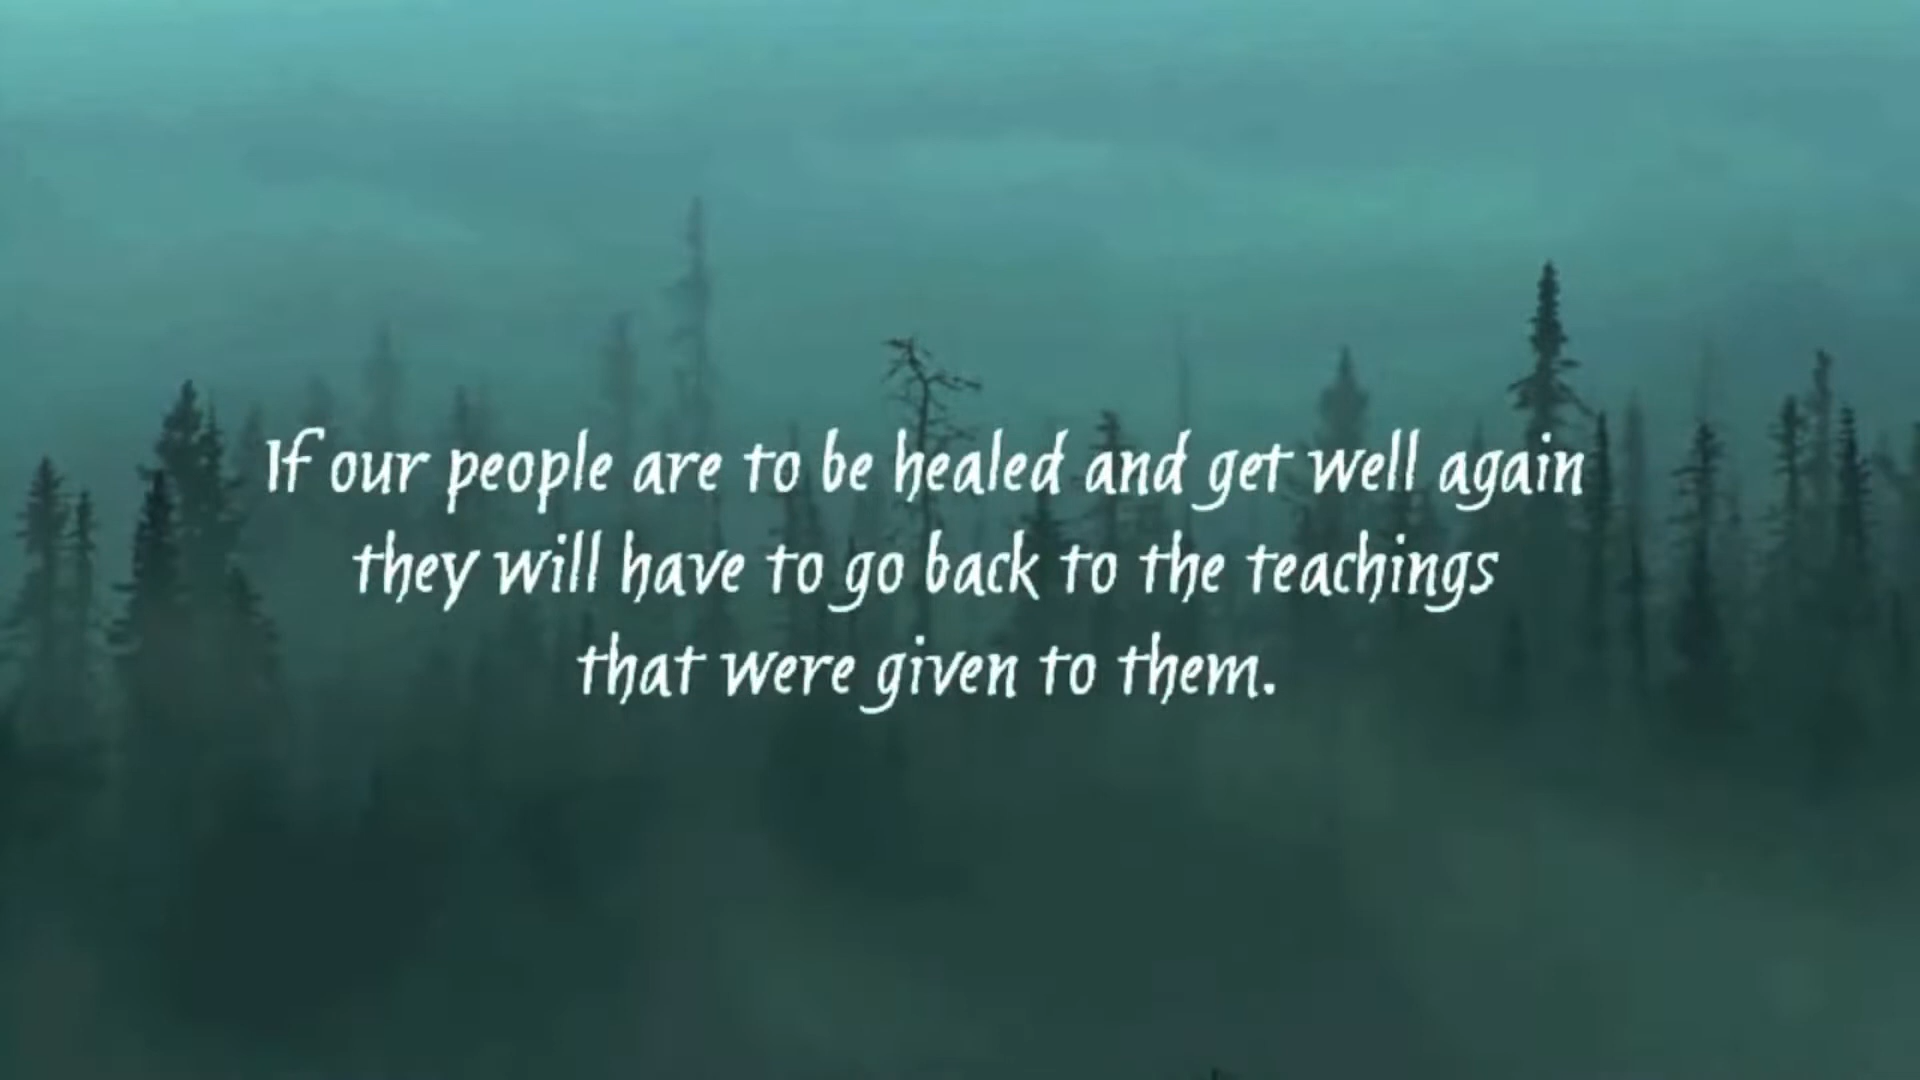 If our people are to be healed and get well again
they will have to go back to the teachings
that were given to them.